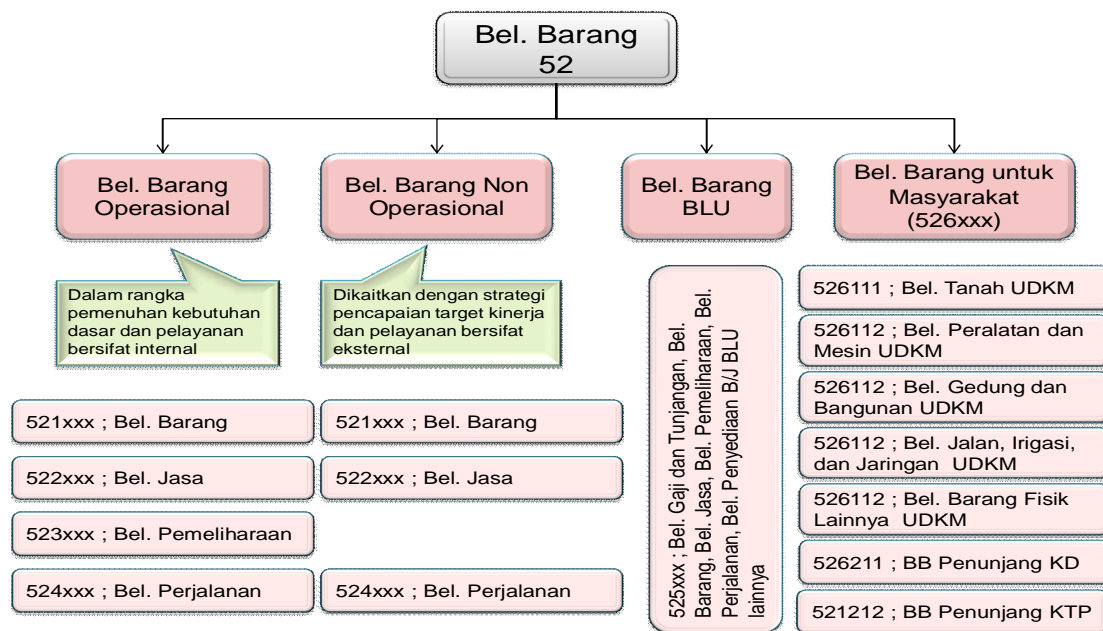 Bel. Barang
52
Bel. Barang
Operasional
Bel. Barang Non
Operasional
Bel. Barang
BLU
Bel. Barang untuk
Masyarakat
(526xxx)
Dalam rangka
pemenuhan kebutuhan
dasar dan pelayanan
bersifat internal
Dikaitkan dengan strategi
pencapaian target kinerja
dan pelayanan bersifat
eksternal
521xxx ; Bel. Barang
522xxx ; Bel. Jasa
523xxx ; Bel. Pemeliharaan
524xxx ; Bel. Perjalanan
521xxx ; Bel. Barang
522xxx ; Bel. Jasa
524xxx ; Bel. Perjalanan
525xxx ; Bel. Gaji dan Tunjangan, Bel.
Barang, Bel. Jasa, Bel. Pemeliharaan, Bel.
Perjalanan, Bel. Penyediaan B/J BLU
lainnya
526111 ; Bel. Tanah UDKM
526112 ; Bel. Peralatan dan
Mesin UDKM
526112 ; Bel. Gedung dan
Bangunan UDKM
526112 ; Bel. Jalan, Irigasi,
dan Jaringan UDKM
526112 ; Bel. Barang Fisik
Lainnya UDKM
526211 ; BB Penunjang KD
521212 ; BB Penunjang KTP